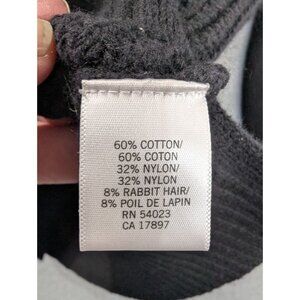 60% COTTON/
60% COTON
32% NYLON/
32% NYLON
8% RABBIT HAIR/
8% POIL DE LAPIN
RN 54023
CA 17897